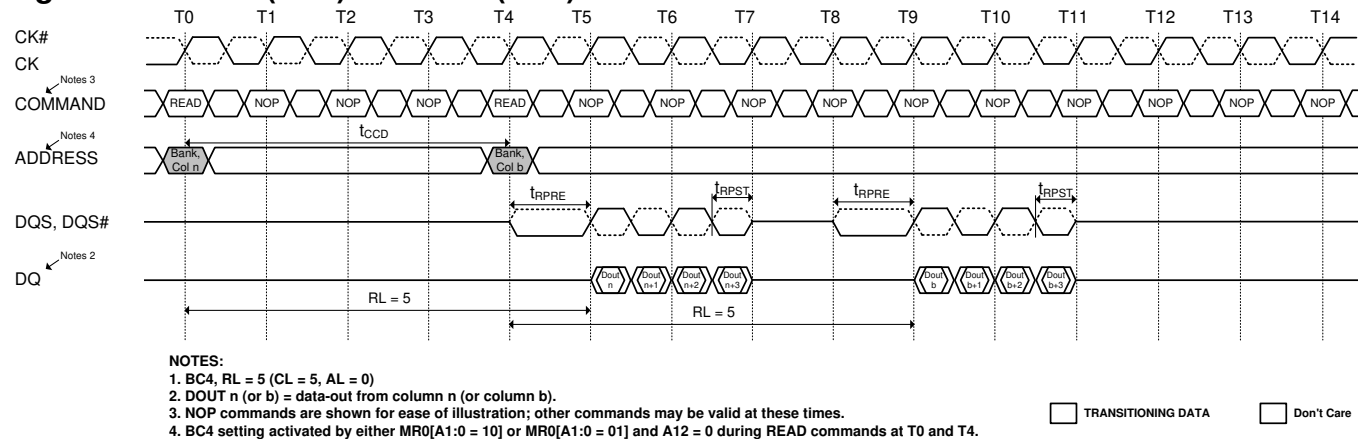 T0 T1 T2 T3 T4 T5 T6 T7 T8 T9 T10 T11 T12 T13 T14
CK#
CK
Notes 3
COMMAND READ NOP NOP NOP READ NOP NOP NOP NOP NOP NOP NOP NOP NOP NOP
tCCD
Notes 4
ADDRESS Bank, Col n Bank, Col b
tRPRE tRPST tRPRE tRPST
DQS, DQS#
Notes 2
DQ Dout n Dout n+1 Dout n+2 Dout n+3 Dout b Dout b+1 Dout b+2 Dout b+3
RL = 5
RL = 5
NOTES:
1. BC4, RL = 5 (CL = 5, AL = 0)
2. DOUT n (or b) = data-out from column n (or column b).
3. NOP commands are shown for ease of illustration; other commands may be valid at these times.
4. BC4 setting activated by either MR0[A1:0 = 10] or MR0[A1:0 = 01] and A12 = 0 during READ commands at T0 and T4.
TRANSITIONING DATA Don't Care